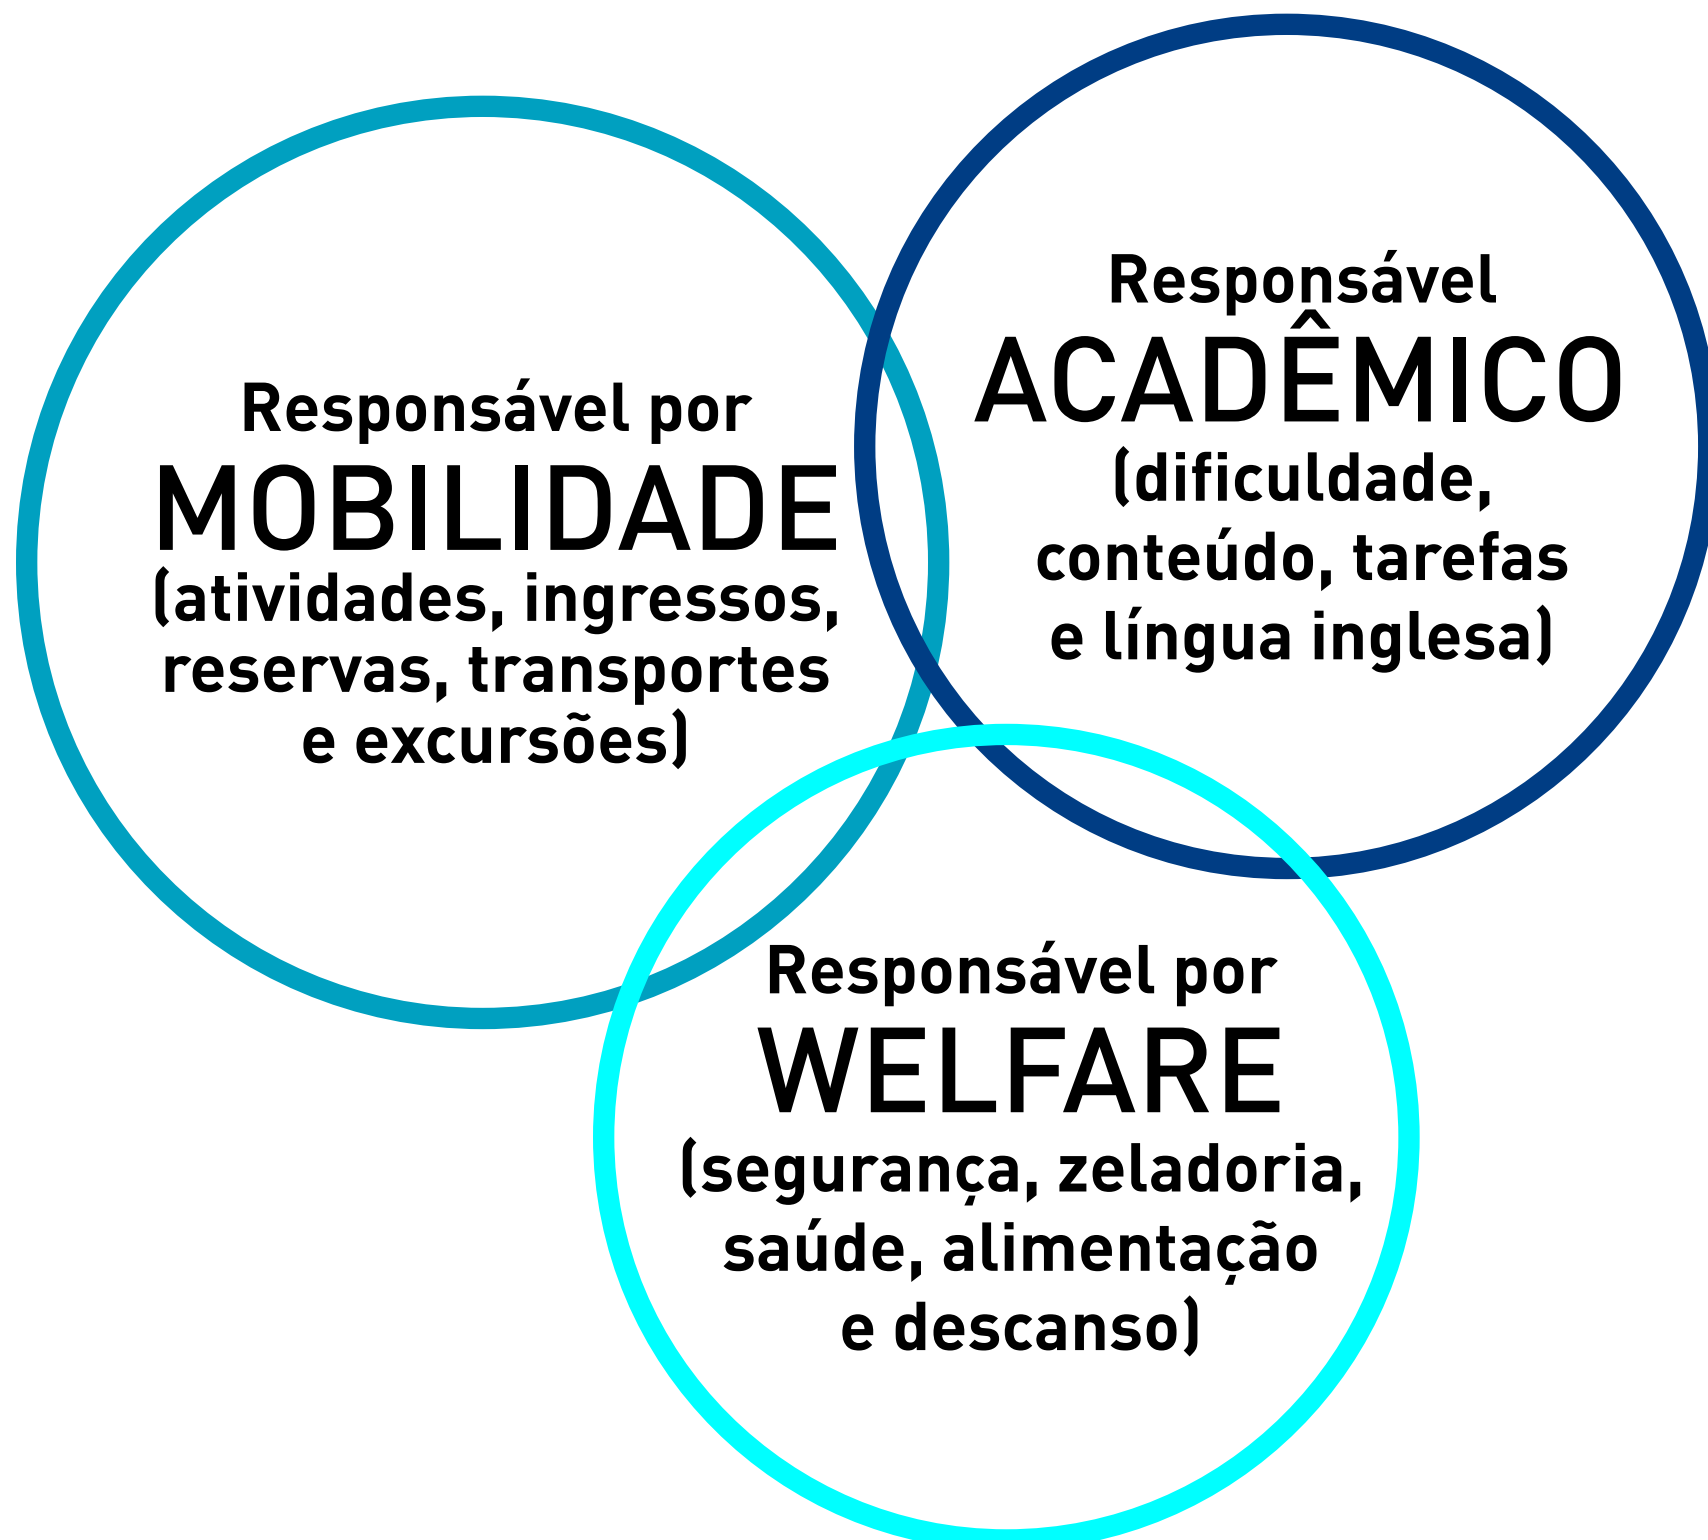 Responsável por
MOBILIDADE
(atividades, ingressos,
reservas, transportes
e excursões)
Responsável
ACADÊMICO
(dificuldade,
conteúdo, tarefas
e língua inglesa)
Responsável por
WELFARE
(segurança, zeladoria,
saúde, alimentação
e descanso)